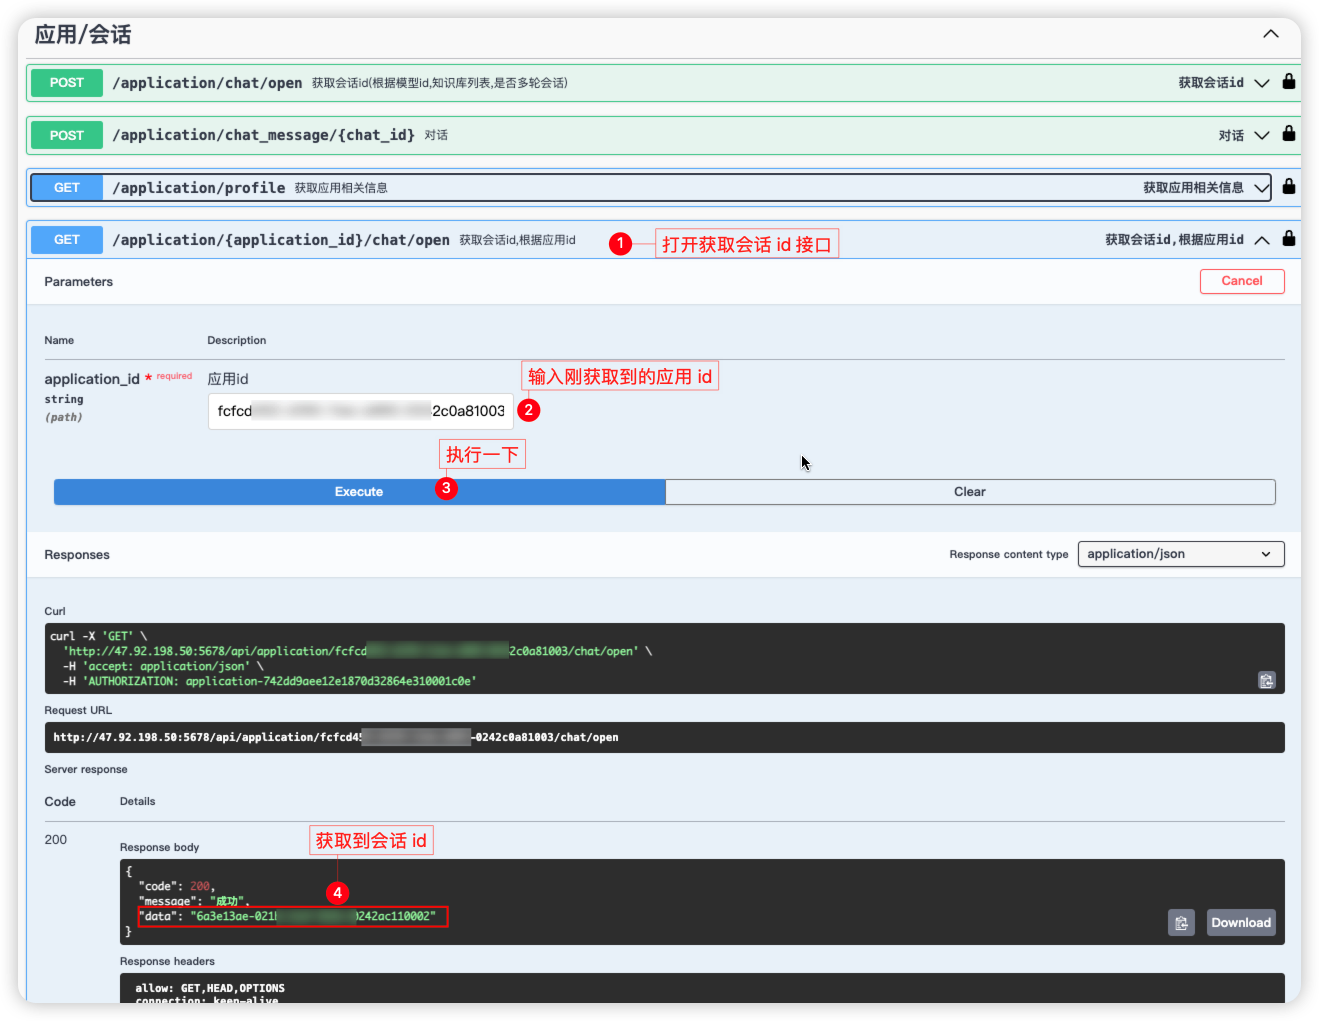 应用/会话
POST /application/chat/open 获取会话id(根据模型id,知识库列表,是否多轮会话) 获取会话id
POST /application/chat_message/{chat_id} 对话 对话
GET /application/profile 获取应用相关信息 获取应用相关信息
GET /application/{application_id}/chat/open 获取会话id,根据应用id 1 打开获取会话 id 接口 获取会话id,根据应用id
Parameters Cancel
Name Description
application_id * required 应用id 输入刚获取到的应用 id
string
(path)
fcfcd 2c0a81003 2
执行一下
Execute 3 Clear
Responses Response content type application/json
Curl
curl -X 'GET' \
'http://47.92.198.50:5678/api/application/fcfcd 2c0a81003/chat/open' \
-H 'accept: application/json' \
-H 'AUTHORIZATION: application-742dd9aee12e1870d32864e310001c0e'
Request URL
http://47.92.198.50:5678/api/application/fcfcd45 -0242c0a81003/chat/open
Server response
Code Details
200
获取到会话 id
Response body
{
"code": 200,
"message": "成功",
4
"data": "6a3e13ae-021 0242ac110002"
}
Download
Response headers
allow: GET,HEAD,OPTIONS
connection: keep-alive